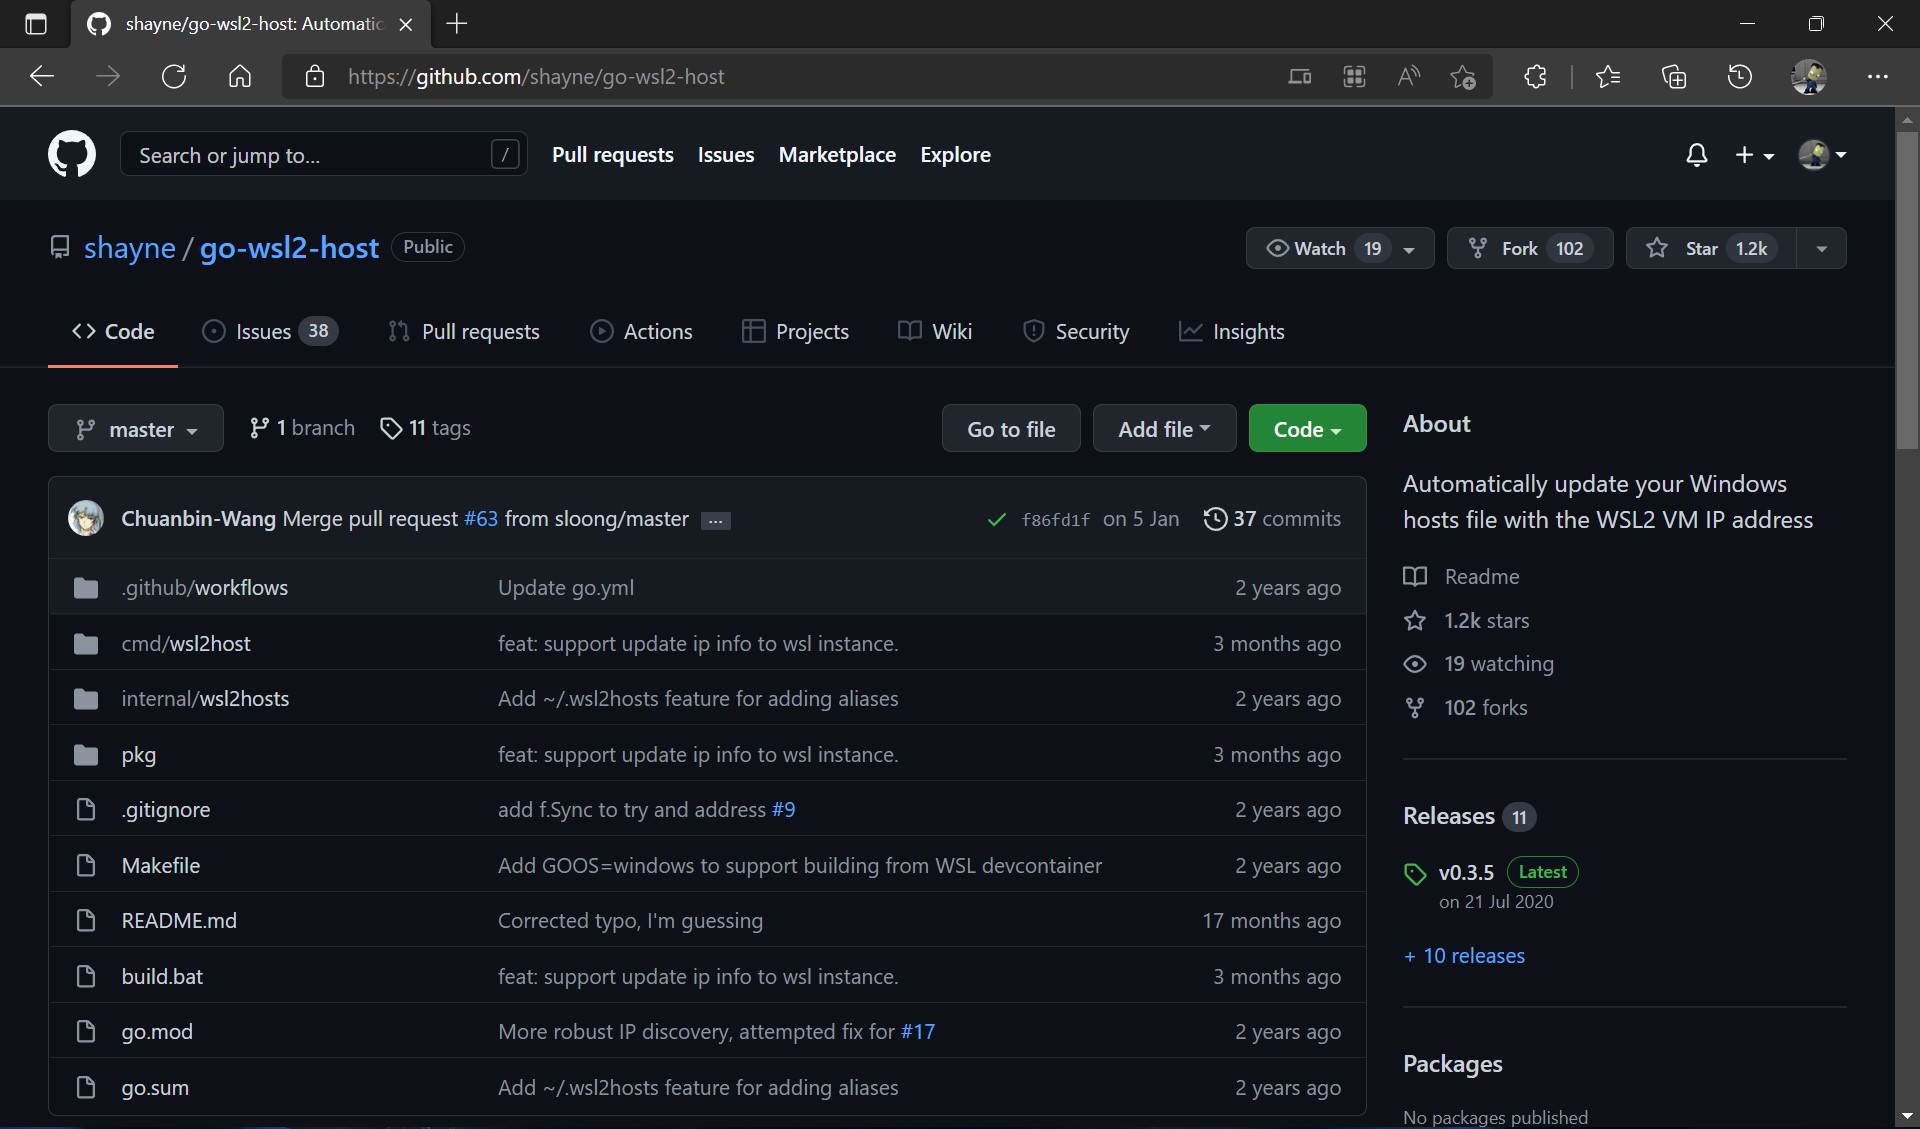 shayne/go-wsl2-host: Automatic
https://github.com/shayne/go-wsl2-host
Search or jump to...
/
Pull requests
Issues
Marketplace
Explore
shayne / go-wsl2-host Public
Watch 19
Fork 102
Star 1.2k
Code
Issues 38
Pull requests
Actions
Projects
Wiki
Security
Insights
master
1 branch
11 tags
Go to file
Add file
Code
Chuanbin-Wang Merge pull request #63 from sloong/master ...
f86fd1f on 5 Jan
37 commits
.github/workflows Update go.yml 2 years ago
cmd/wsl2host feat: support update ip info to wsl instance. 3 months ago
internal/wsl2hosts Add ~/.wsl2hosts feature for adding aliases 2 years ago
pkg feat: support update ip info to wsl instance. 3 months ago
.gitignore add f.Sync to try and address #9 2 years ago
Makefile Add GOOS=windows to support building from WSL devcontainer 2 years ago
README.md Corrected typo, I'm guessing 17 months ago
build.bat feat: support update ip info to wsl instance. 3 months ago
go.mod More robust IP discovery, attempted fix for #17 2 years ago
go.sum Add ~/.wsl2hosts feature for adding aliases 2 years ago
About
Automatically update your Windows
hosts file with the WSL2 VM IP address
Readme
1.2k stars
19 watching
102 forks
Releases 11
v0.3.5 Latest
on 21 Jul 2020
+ 10 releases
Packages
No packages published